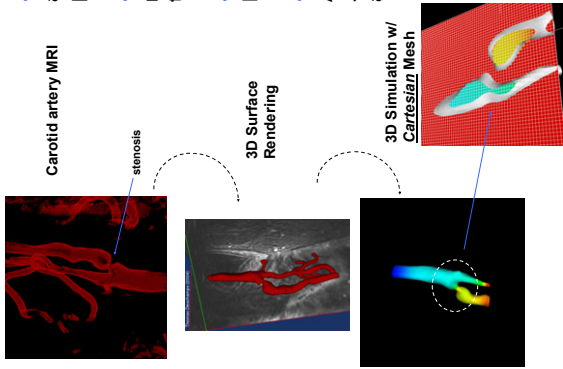 Carotid artery MRI
stenosis
3D Surface
Rendering
3D Simulation w/
Cartesian Mesh